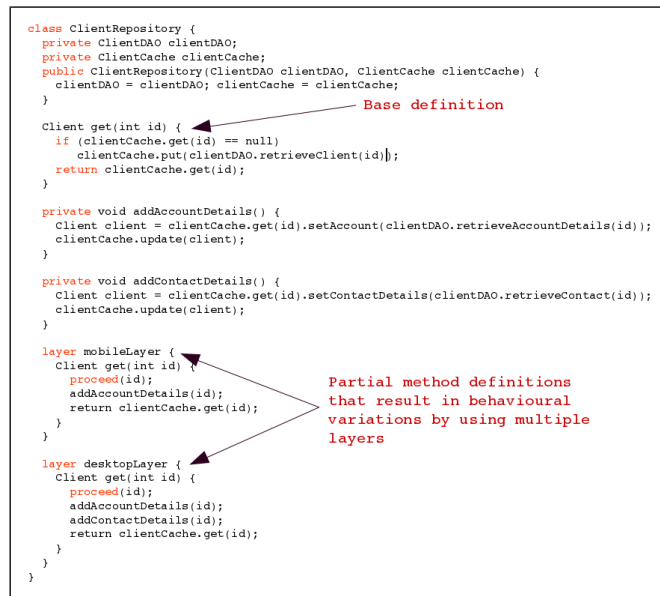 class ClientRepository {
  private ClientDAO clientDAO;
  private ClientCache clientCache;
  public ClientRepository(ClientDAO clientDAO, ClientCache clientCache) {
    clientDAO = clientDAO; clientCache = clientCache;
  }
Base definition
  Client get(int id) {
    if (clientCache.get(id) == null)
       clientCache.put(clientDAO.retrieveClient(id));
    return clientCache.get(id);
  }
  private void addAccountDetails() {
    Client client = clientCache.get(id).setAccount(clientDAO.retrieveAccountDetails(id));
    clientCache.update(client);
  }
  private void addContactDetails() {
    Client client = clientCache.get(id).setContactDetails(clientDAO.retrieveContact(id));
    clientCache.update(client);
  }
  layer mobileLayer {
    Client get(int id) {
      proceed(id);
      addAccountDetails(id);
      return clientCache.get(id);
    }
  }
Partial method definitions
that result in behavioural
variations by using multiple
layers
  layer desktopLayer {
    Client get(int id) {
      proceed(id);
      addAccountDetails(id);
      addContactDetails(id);
      return clientCache.get(id);
    }
  }
}